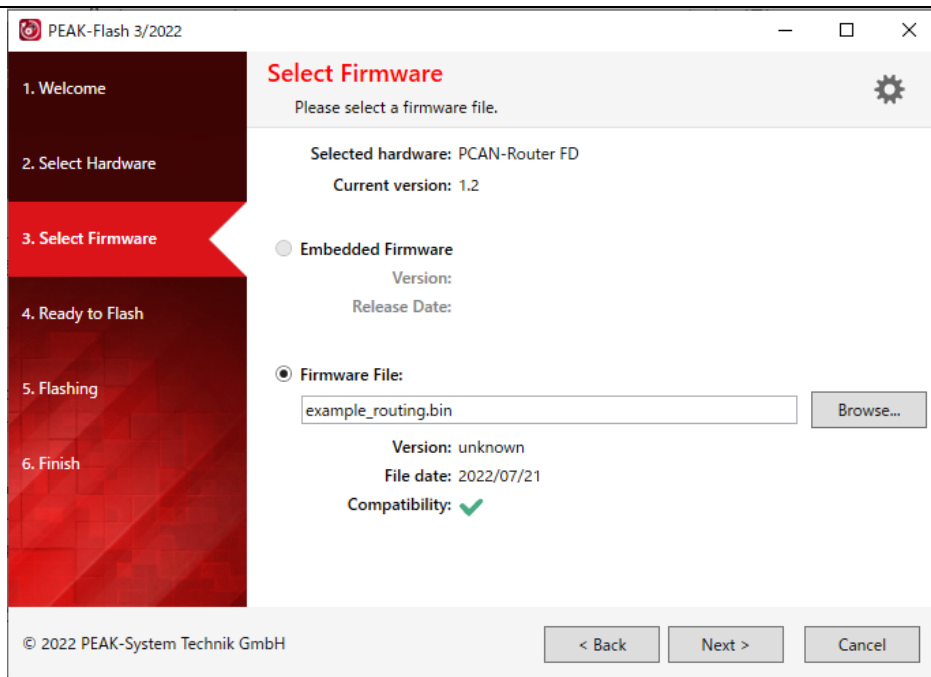 PEAK-Flash 3/2022
1. Welcome
2. Select Hardware
3. Select Firmware
4. Ready to Flash
5. Flashing
6. Finish
Select Firmware
Please select a firmware file.
Selected hardware: PCAN-Router FD
Current version: 1.2
Embedded Firmware
Version:
Release Date:
Firmware File:
example_routing.bin
Browse...
Version: unknown
File date: 2022/07/21
Compatibility:
© 2022 PEAK-System Technik GmbH
< Back
Next >
Cancel